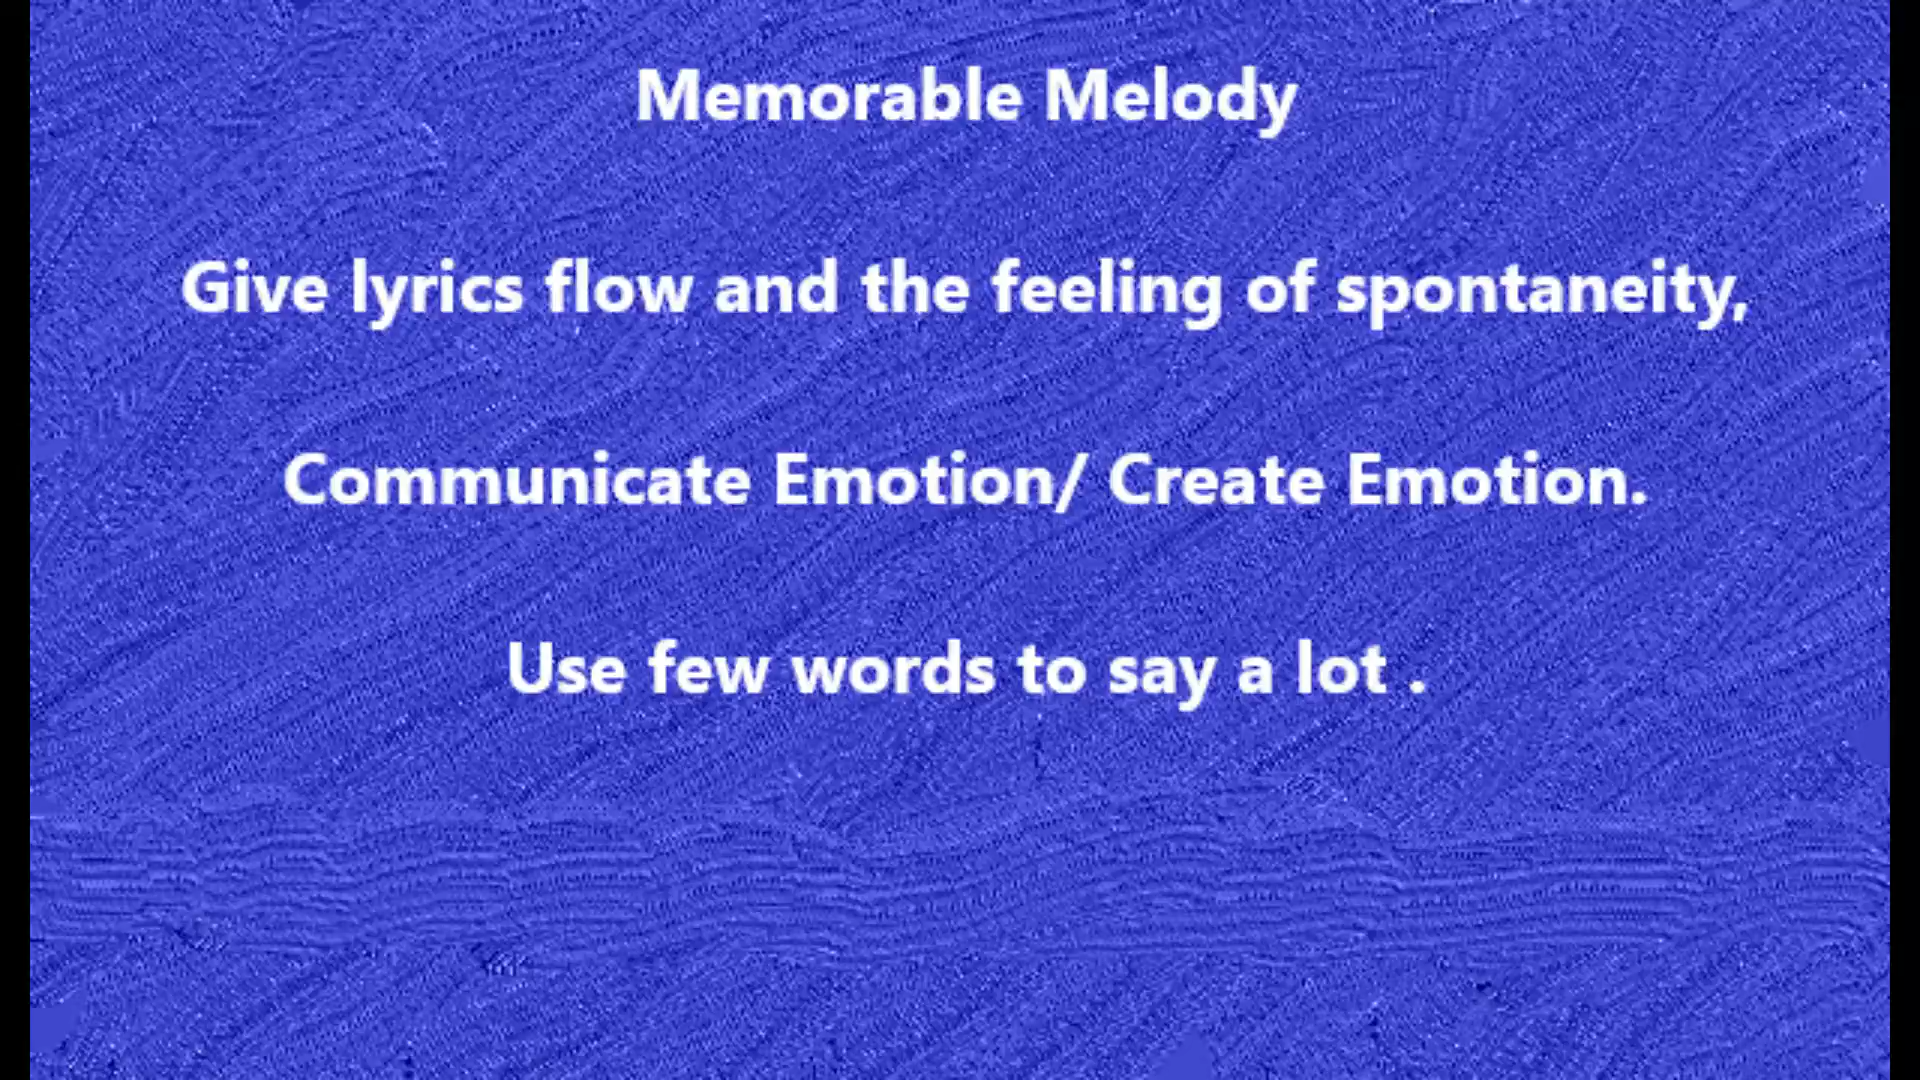 Memorable Melody
Give lyrics flow and the feeling of spontaneity,
Communicate Emotion/ Create Emotion.
Use few words to say a lot .